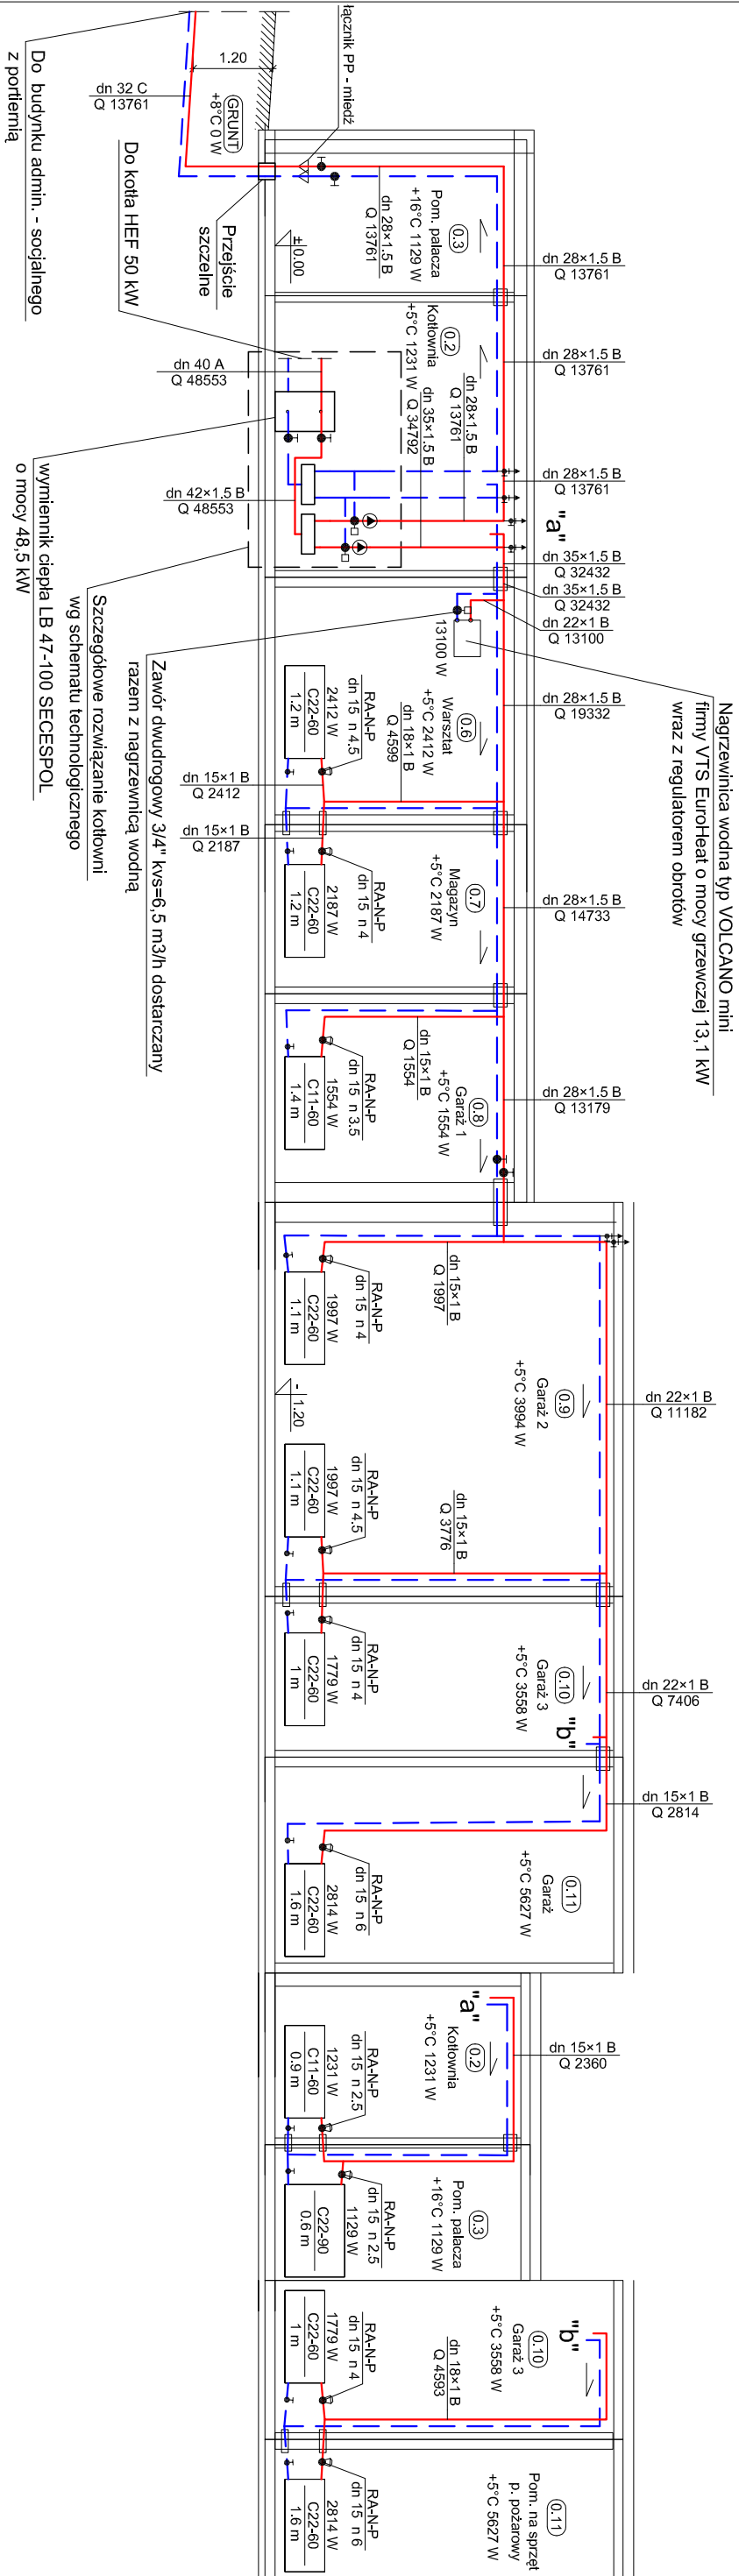 łącznik PP - miedź
1.20
dn 32 C
Q 13761
GRUNT
+8°C 0 W
Do budynku admin. - socjalnego
z portiernią
Do kotła HEF 50 kW
Przejście
szczelne
±0.00
dn 28×1.5 B
Q 13761
0.3
Pom. palacza
+16°C 1129 W
dn 28×1.5 B
Q 13761
dn 28×1.5 B
Q 13761
0.2
Kotłownia
+5°C 1231 W
dn 28×1.5 B
Q 13761
dn 35×1.5 B
Q 34792
dn 40 A
Q 48553
dn 42×1.5 B
Q 48553
dn 28×1.5 B
Q 13761
"a"
dn 35×1.5 B
Q 32432
dn 35×1.5 B
Q 32432
dn 22×1 B
Q 13100
wymiennik ciepła LB 47-100 SECESPOL
o mocy 48,5 kW
Szczegółowe rozwiązanie kotłowni
wg schematu technologicznego
Zawór dwudrogowy 3/4" kvs=6,5 m3/h dostarczany
razem z nagrzewnicą wodną
Nagrzewinica wodna typ VOLCANO mini
firmy VTS EuroHeat o mocy grzewczej 13,1 kW
wraz z regulatorem obrotów
13100 W
dn 28×1.5 B
Q 19332
0.6
Warsztat
+5°C 2412 W
dn 18×1 B
Q 4599
RA-N-P
dn 15 n 4.5
2412 W
C22-60
1.2 m
dn 15×1 B
Q 2412
dn 15×1 B
Q 2187
RA-N-P
dn 15 n 4
2187 W
C22-60
1.2 m
0.7
Magazyn
+5°C 2187 W
dn 28×1.5 B
Q 14733
0.8
Garaż 1
+5°C 1554 W
dn 15×1 B
Q 1554
RA-N-P
dn 15 n 3.5
1554 W
C11-60
1.4 m
dn 28×1.5 B
Q 13179
dn 15×1 B
Q 1997
RA-N-P
dn 15 n 4
1997 W
C22-60
1.1 m
- 1.20
0.9
Garaż 2
+5°C 3994 W
dn 22×1 B
Q 11182
RA-N-P
dn 15 n 4.5
1997 W
C22-60
1.1 m
dn 15×1 B
Q 3776
RA-N-P
dn 15 n 4
1779 W
C22-60
1 m
0.10
Garaż 3
+5°C 3558 W
"b"
dn 22×1 B
Q 7406
dn 15×1 B
Q 2814
0.11
Garaż
+5°C 5627 W
RA-N-P
dn 15 n 6
2814 W
C22-60
1.6 m
"a"
0.2
Kotłownia
+5°C 1231 W
dn 15×1 B
Q 2360
RA-N-P
dn 15 n 2.5
1231 W
C11-60
0.9 m
0.3
Pom. palacza
+16°C 1129 W
RA-N-P
dn 15 n 2.5
1129 W
C22-90
0.6 m
"b"
0.10
Garaż 3
+5°C 3558 W
dn 18×1 B
Q 4593
RA-N-P
dn 15 n 4
1779 W
C22-60
1 m
0.11
Pom. na sprzęt
p. pożarowy
+5°C 5627 W
RA-N-P
dn 15 n 6
2814 W
C22-60
1.6 m